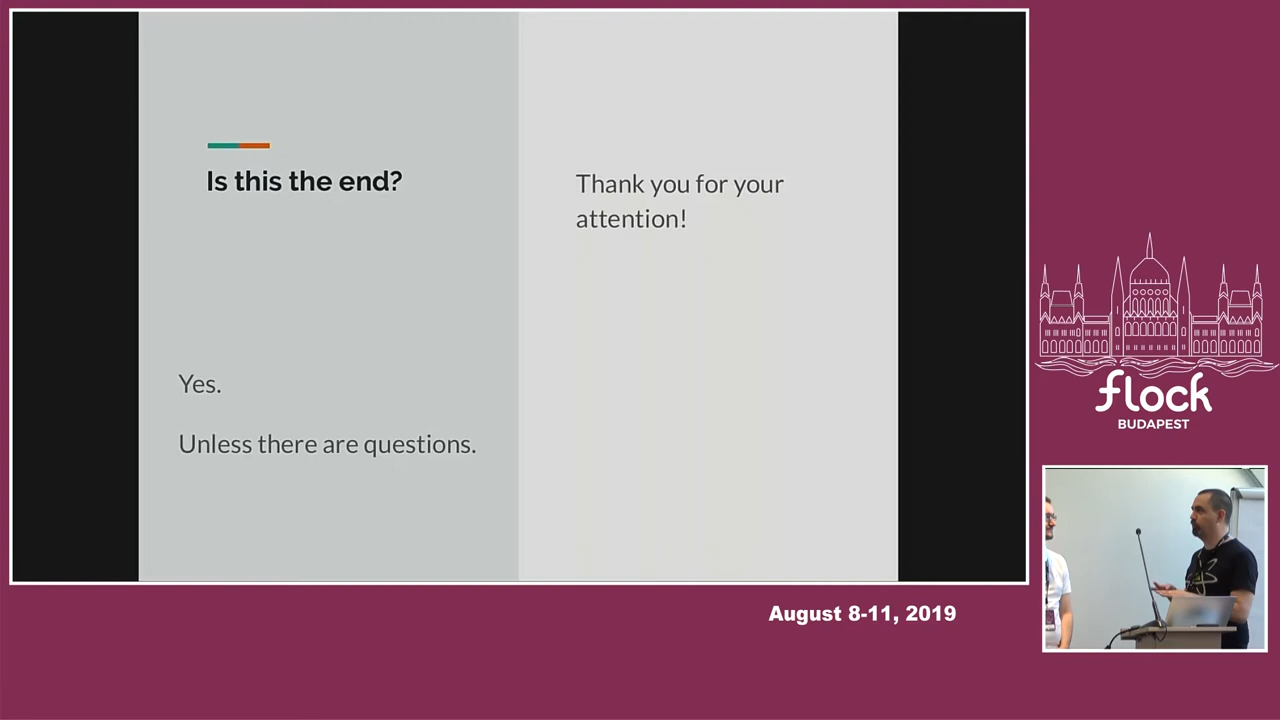 Is this the end?
Yes.
Unless there are questions.
Thank you for your
attention!
flock
BUDAPEST
August 8-11, 2019